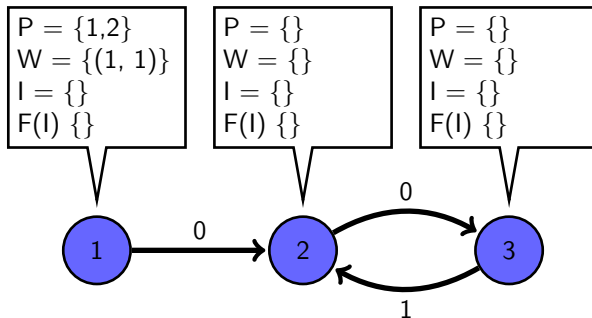 P = {1,2}
W = {(1, 1)}
I = {}
F(I) {}
P = {}
W = {}
I = {}
F(I) {}
P = {}
W = {}
I = {}
F(I) {}
1
0
2
0
3
1